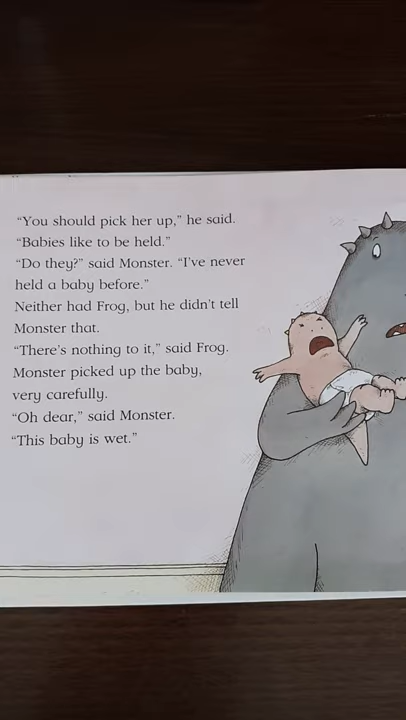 “You should pick her up,” he said.
“Babies like to be held.”
“Do they?” said Monster. “I’ve never
held a baby before.”
Neither had Frog, but he didn’t tell
Monster that.
“There’s nothing to it,” said Frog.
Monster picked up the baby,
very carefully.
“Oh dear,” said Monster.
“This baby is wet.”